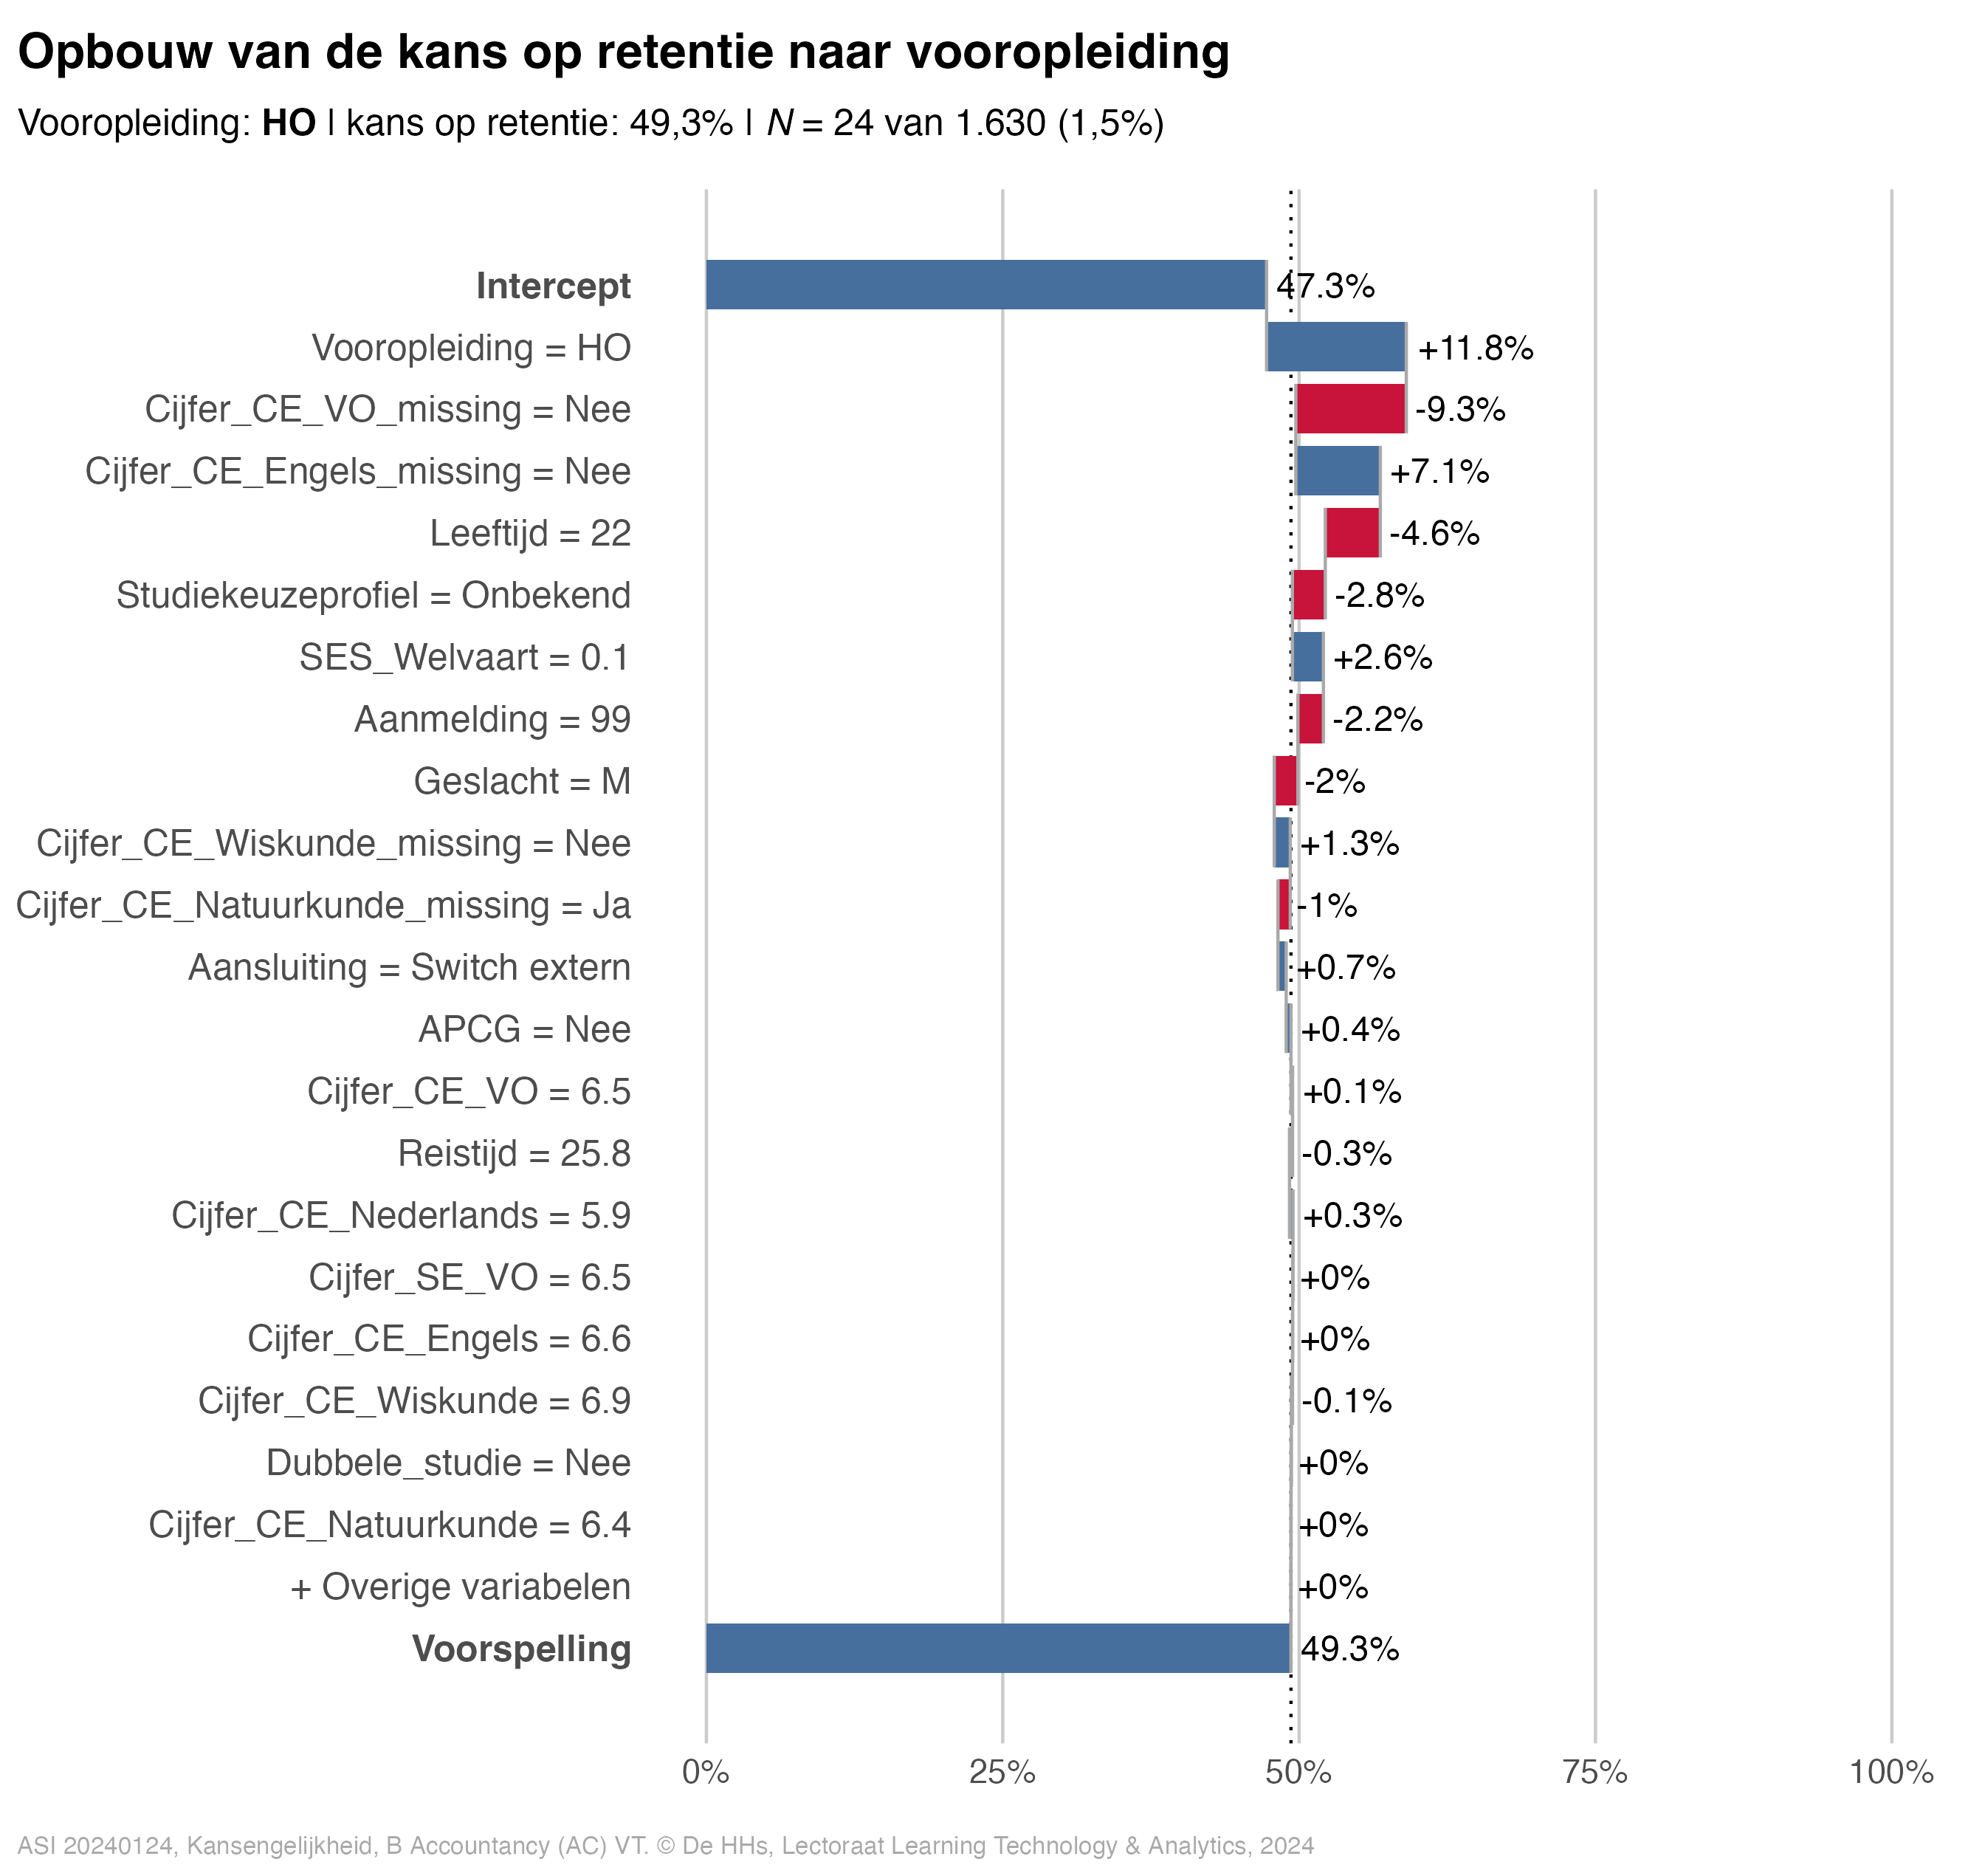 Opbouw van de kans op retentie naar vooropleiding
Vooropleiding: HO | kans op retentie: 49,3% | N = 24 van 1.630 (1,5%)
Intercept 47.3%
Vooropleiding = HO +11.8%
Cijfer_CE_VO_missing = Nee -9.3%
Cijfer_CE_Engels_missing = Nee +7.1%
Leeftijd = 22 -4.6%
Studiekeuzeprofiel = Onbekend -2.8%
SES_Welvaart = 0.1 +2.6%
Aanmelding = 99 -2.2%
Geslacht = M -2%
Cijfer_CE_Wiskunde_missing = Nee +1.3%
Cijfer_CE_Natuurkunde_missing = Ja -1%
Aansluiting = Switch extern +0.7%
APCG = Nee +0.4%
Cijfer_CE_VO = 6.5 +0.1%
Reistijd = 25.8 -0.3%
Cijfer_CE_Nederlands = 5.9 +0.3%
Cijfer_SE_VO = 6.5 +0%
Cijfer_CE_Engels = 6.6 +0%
Cijfer_CE_Wiskunde = 6.9 -0.1%
Dubbele_studie = Nee +0%
Cijfer_CE_Natuurkunde = 6.4 +0%
+ Overige variabelen +0%
Voorspelling 49.3%
0% 25% 50% 75% 100%
ASI 20240124, Kansengelijkheid, B Accountancy (AC) VT. © De HHs, Lectoraat Learning Technology & Analytics, 2024